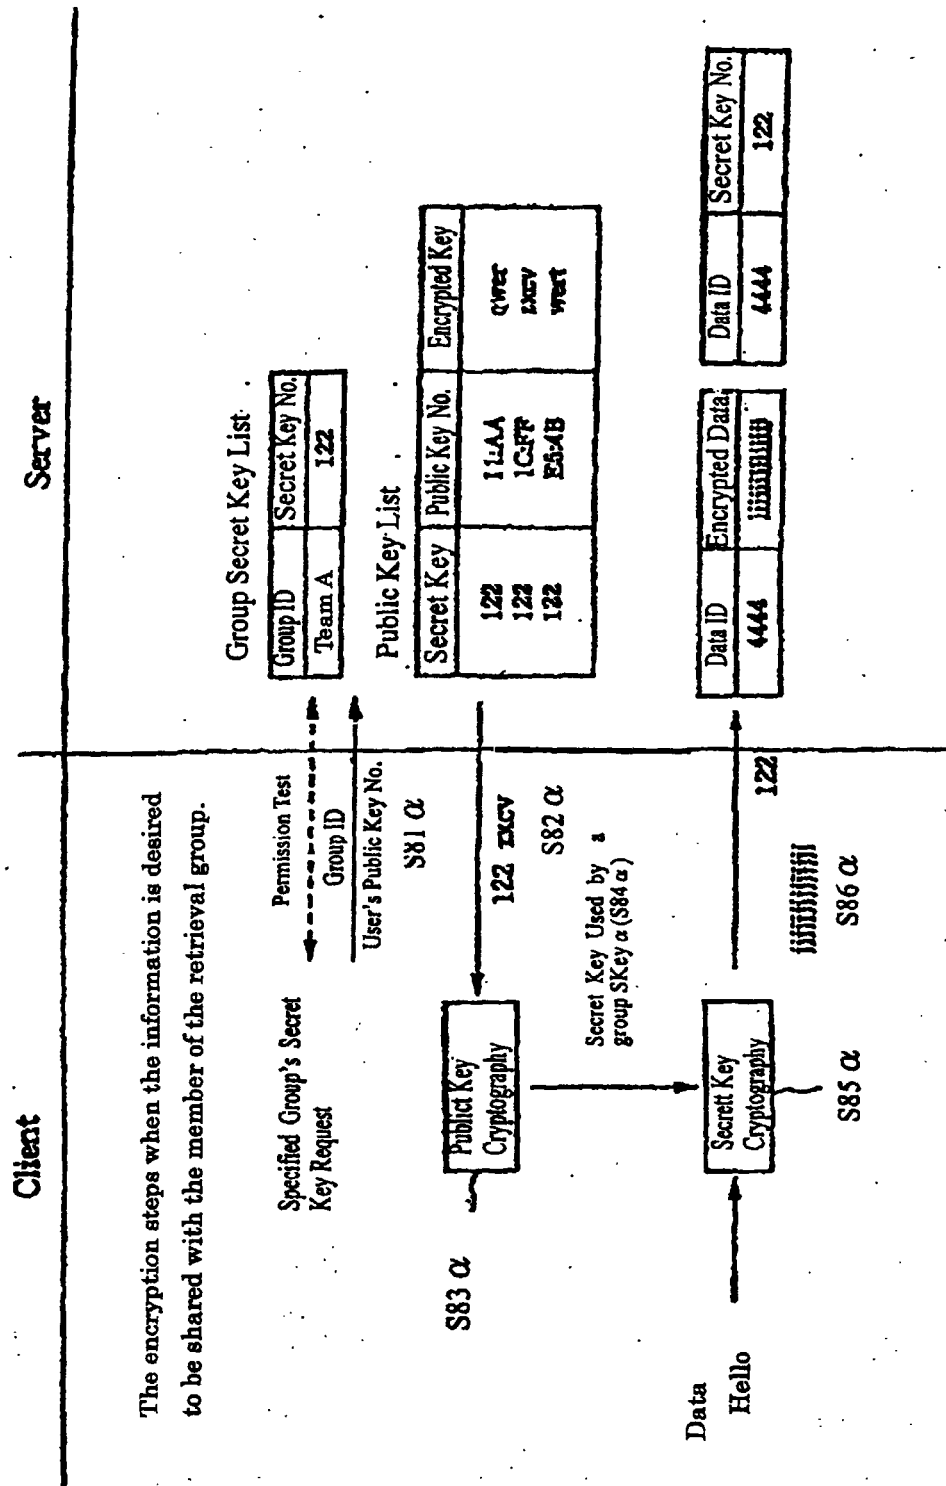 Client
Server
The encryption steps when the information is desired
to be shared with the member of the retrieval group.
Specified Group's Secret
Key Request
Permission Test
Group ID
User's Public Key No.
S81 α
Group Secret Key List
Group ID
Secret Key No.
Team A
122
Public Key List
Secret Key
Public Key No.
Encrypted Key
122
11:AA
qwer
122
1C:FF
zxcv
122
E5:4B
wert
122 zxcv
S82 α
Publict Key
Cryptography
S83 α
Secret Key Used by a
group SKey α (S84 α)
Data
Hello
Secrett Key
Cryptography
S85 α
122
S86 α
Data ID
Encrypted Data
4444
Data ID
Secret Key No.
4444
122